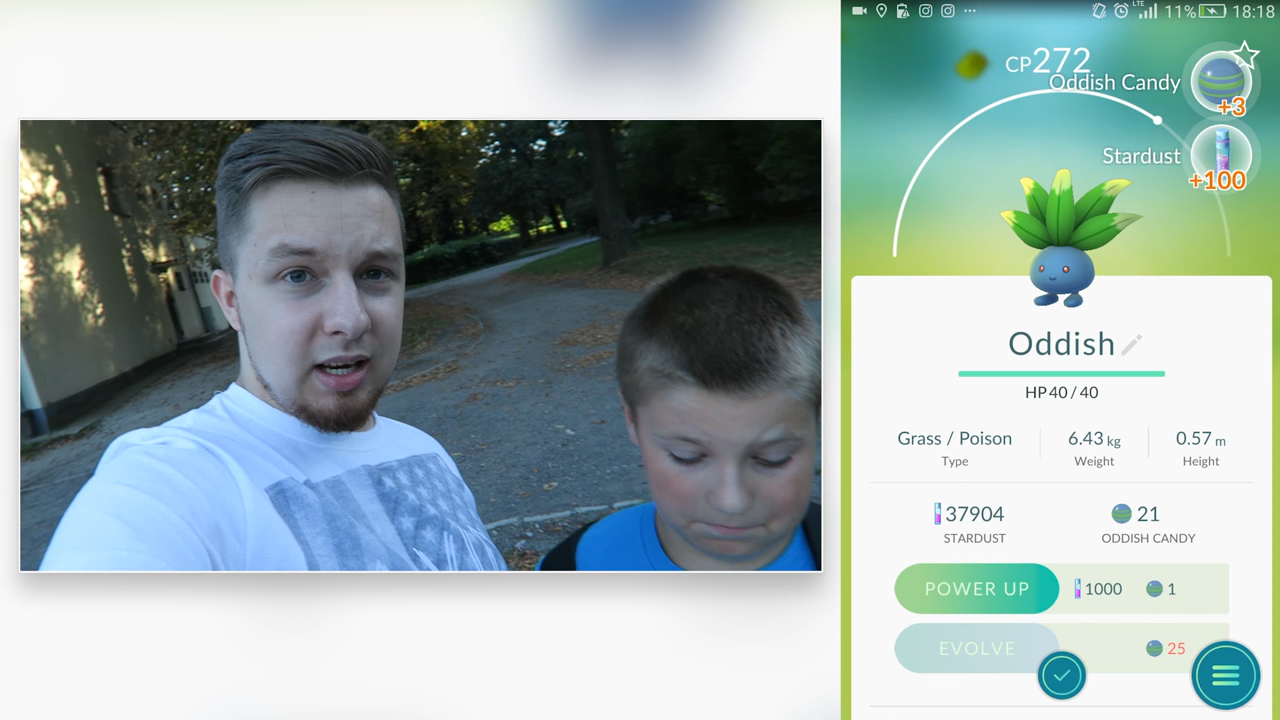 LTE 11% 18:18
CP272
Oddish Candy
+3
Stardust
+100
Oddish
HP 40 / 40
Grass / Poison 6.43 kg 0.57 m
Type Weight Height
37904 21
STARDUST ODDISH CANDY
POWER UP 1000 1
EVOLVE 25